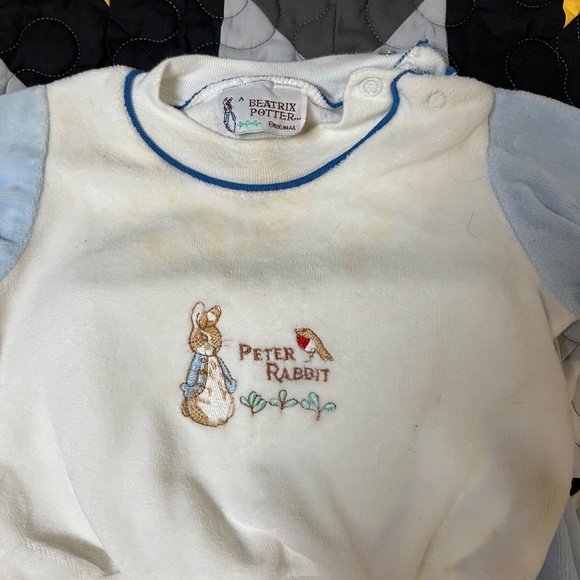 A
BEATRIX
POTTER...
ORIGINAL
PETER
RABBIT